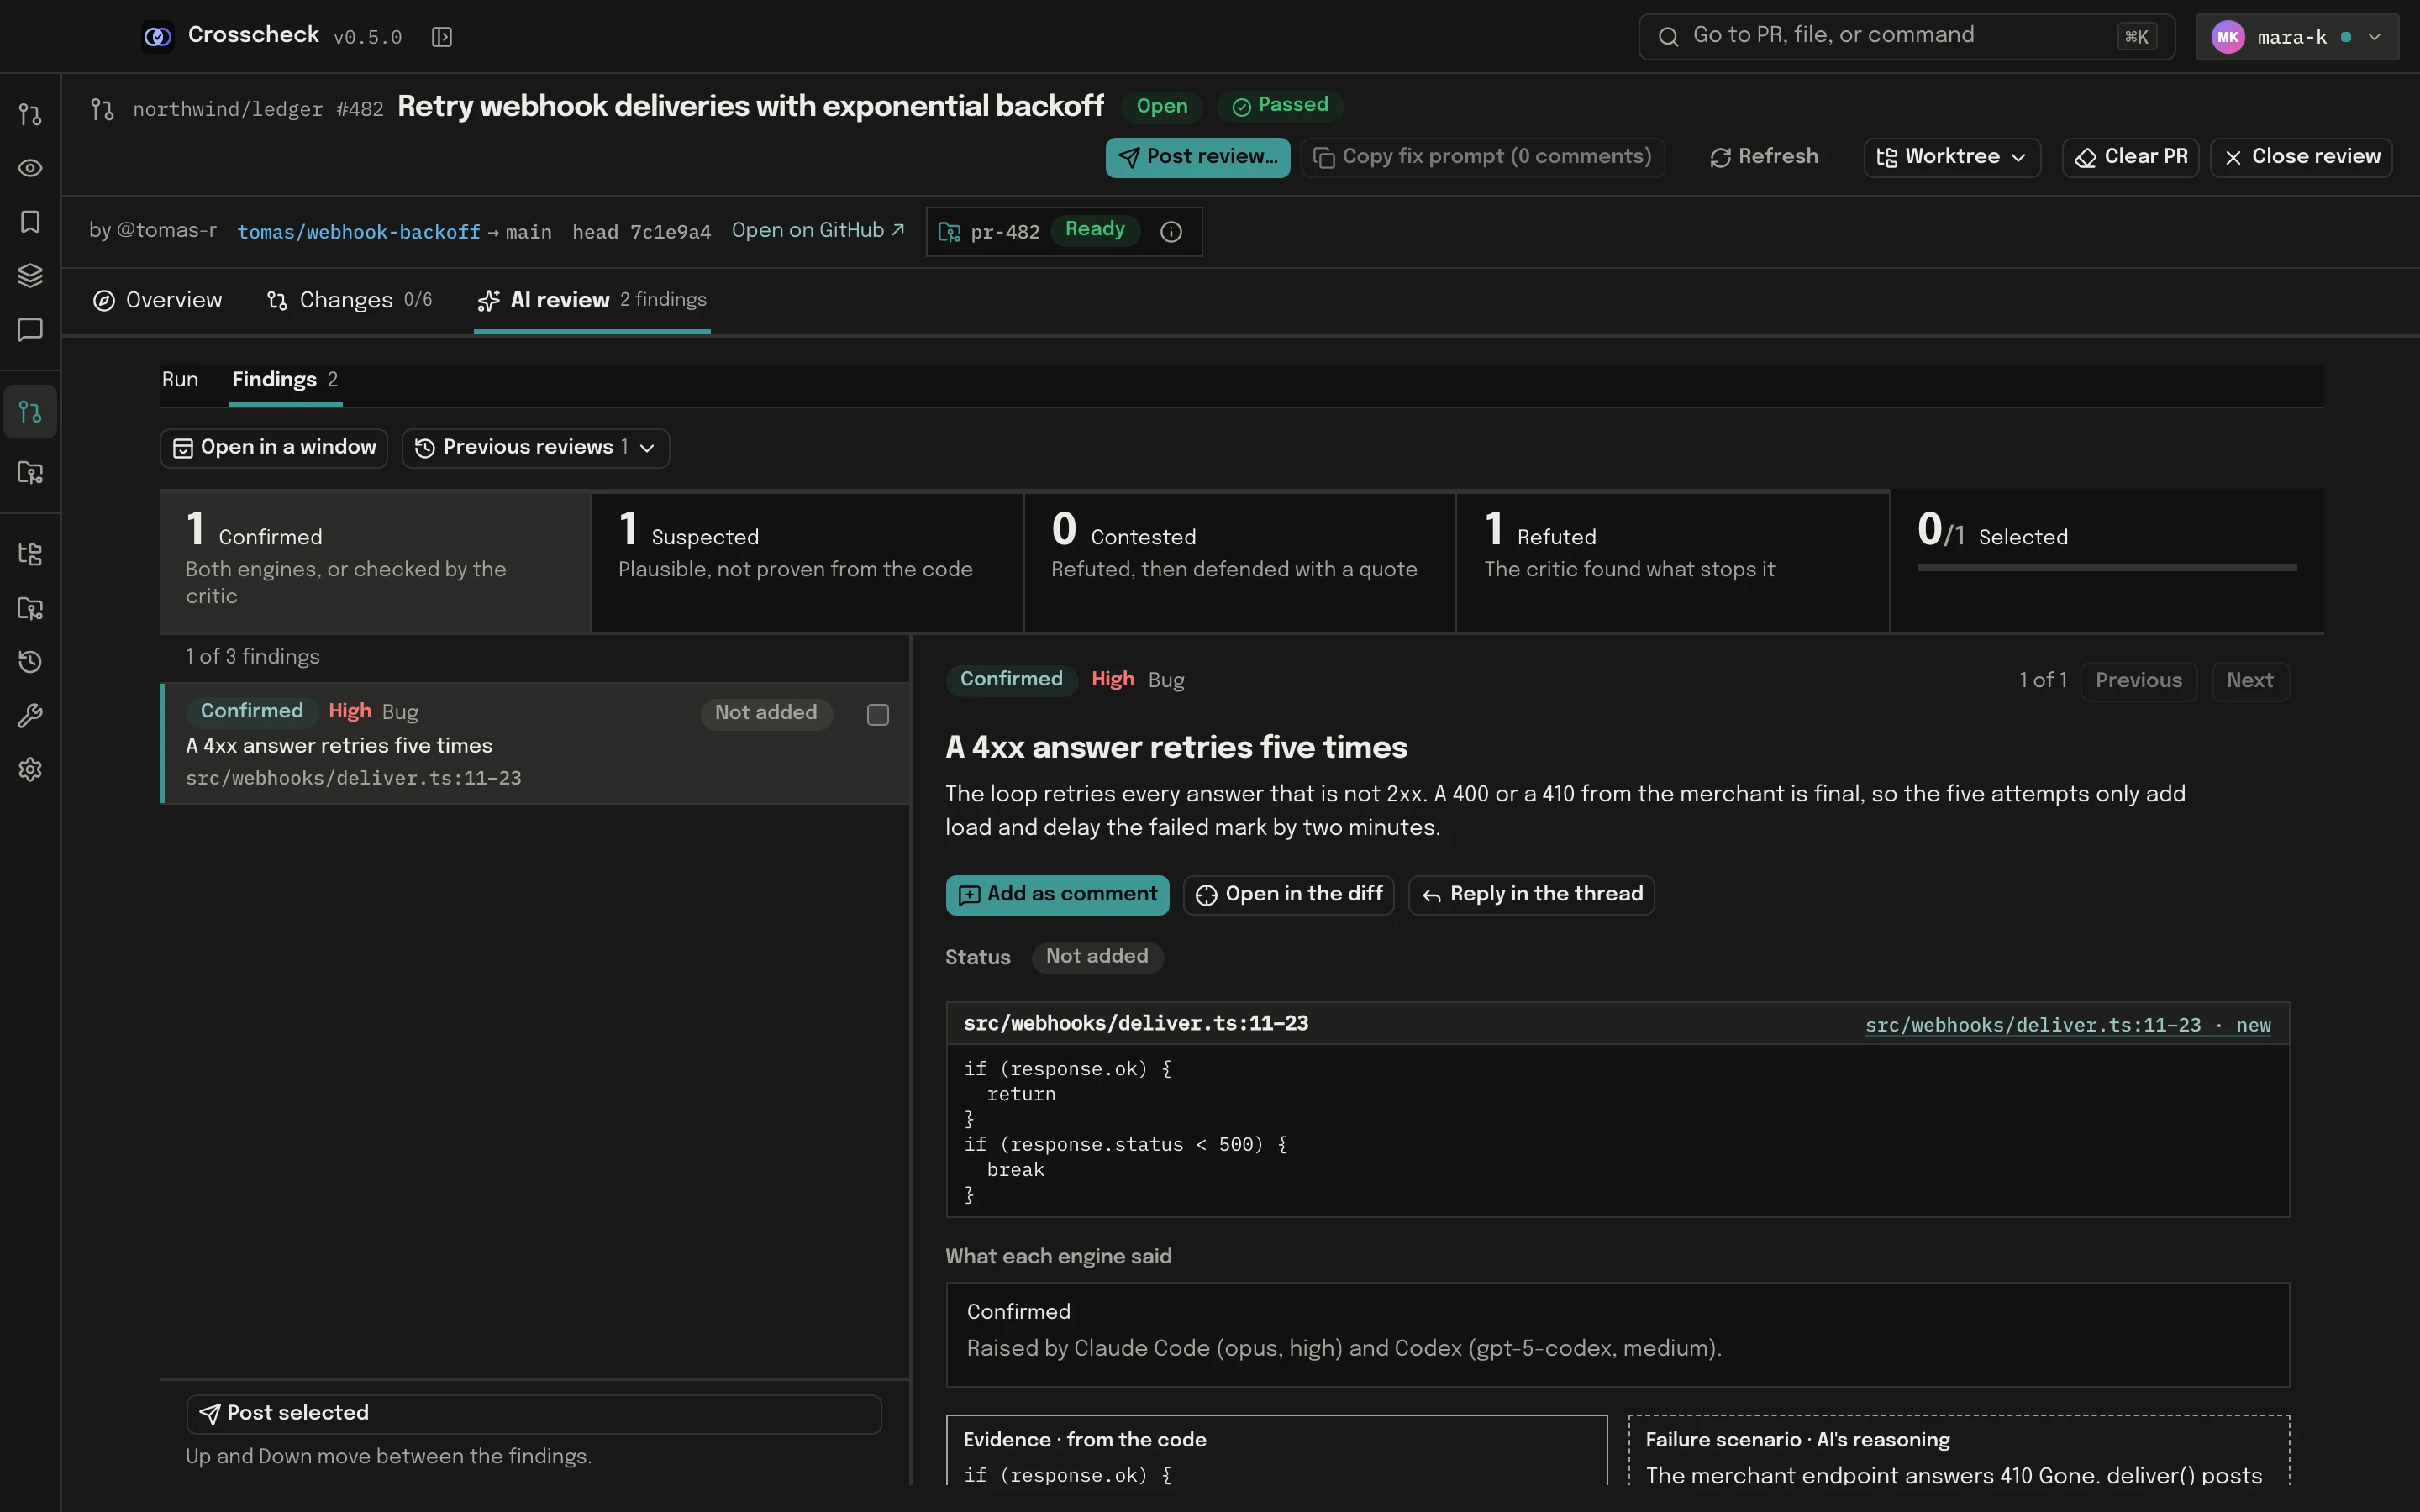 Crosscheck v0.5.0
Go to PR, file, or command ⌘K
MK mara-k
northwind/ledger #482 Retry webhook deliveries with exponential backoff Open Passed
Post review… Copy fix prompt (0 comments) Refresh Worktree Clear PR Close review
by @tomas-r tomas/webhook-backoff → main head 7c1e9a4 Open on GitHub ↗ pr-482 Ready
Overview Changes 0/6 AI review 2 findings
Run Findings 2
Open in a window Previous reviews 1
1 Confirmed
Both engines, or checked by the
critic
1 Suspected
Plausible, not proven from the code
0 Contested
Refuted, then defended with a quote
1 Refuted
The critic found what stops it
0/1 Selected
1 of 3 findings
Confirmed High Bug Not added
A 4xx answer retries five times
src/webhooks/deliver.ts:11–23
Post selected
Up and Down move between the findings.
Confirmed High Bug 1 of 1 Previous Next
A 4xx answer retries five times
The loop retries every answer that is not 2xx. A 400 or a 410 from the merchant is final, so the five attempts only add
load and delay the failed mark by two minutes.
Add as comment Open in the diff Reply in the thread
Status Not added
src/webhooks/deliver.ts:11–23 src/webhooks/deliver.ts:11–23 · new
if (response.ok) {
return
}
if (response.status < 500) {
break
}
What each engine said
Confirmed
Raised by Claude Code (opus, high) and Codex (gpt-5-codex, medium).
Evidence · from the code
if (response.ok) {
Failure scenario · AI's reasoning
The merchant endpoint answers 410 Gone. deliver() posts